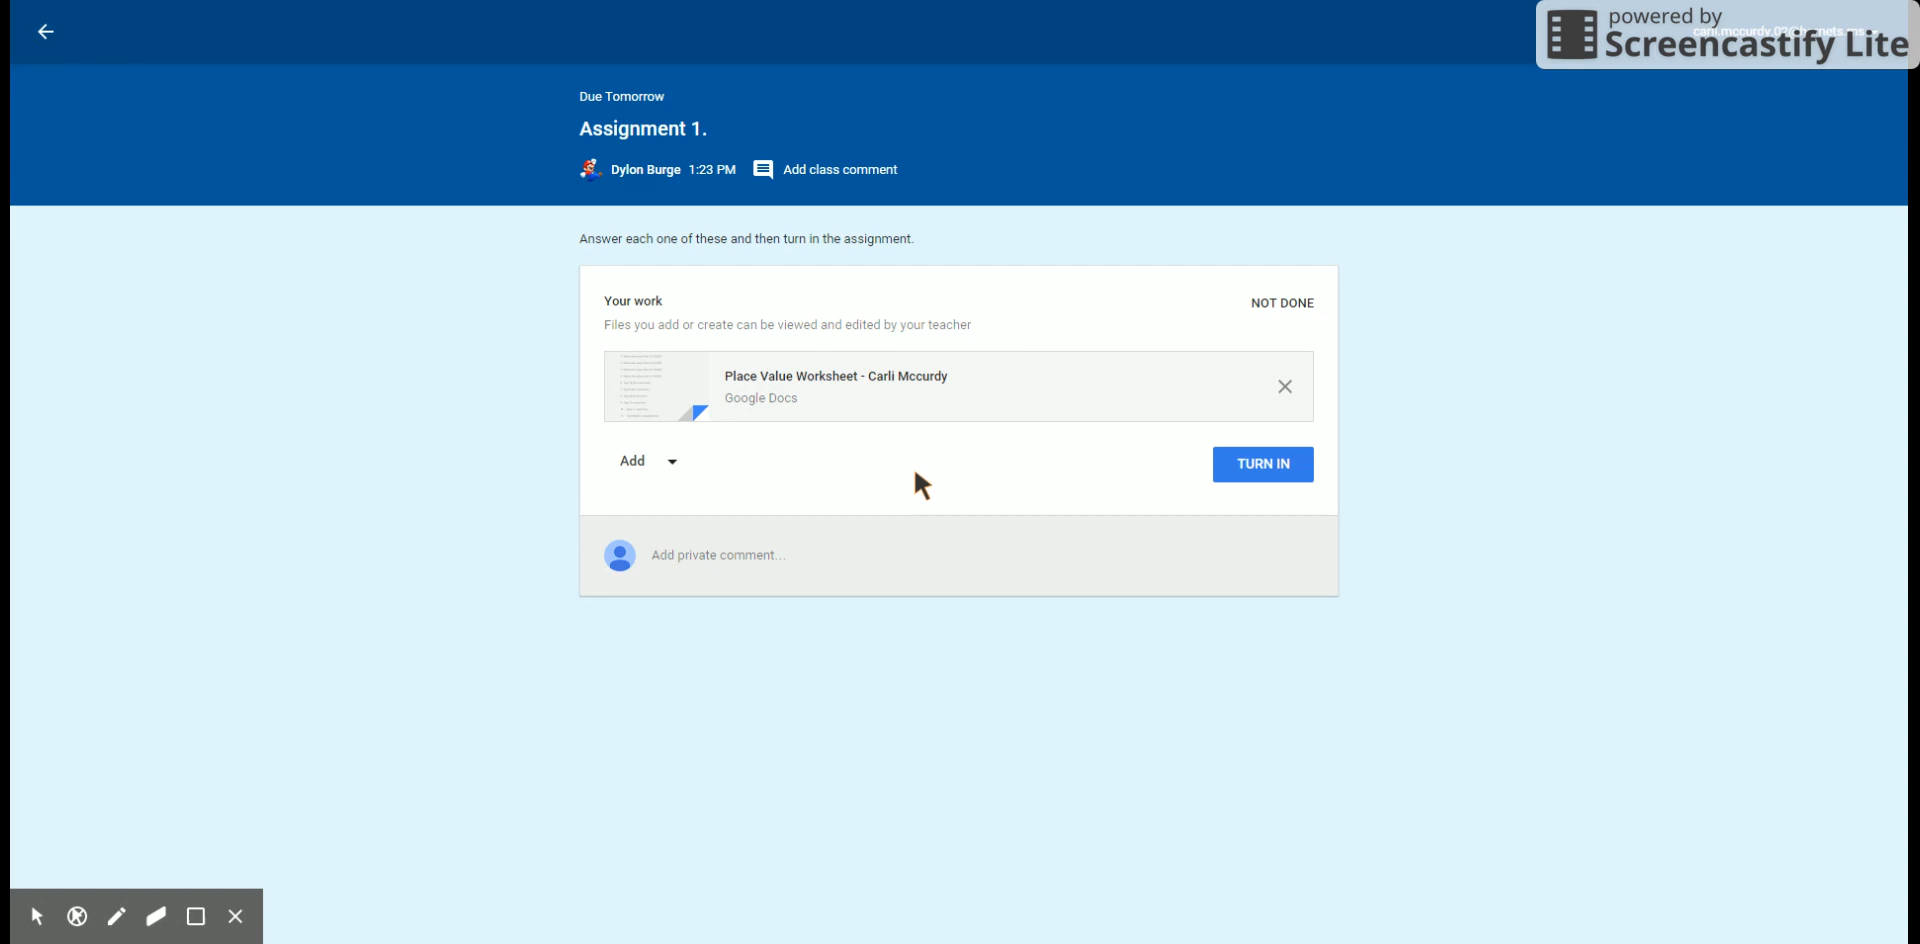 powered by
Screencastify Lite
Due Tomorrow
Assignment 1.
Dylon Burge 1:23 PM Add class comment
Answer each one of these and then turn in the assignment.
Your work
NOT DONE
Files you add or create can be viewed and edited by your teacher
Place Value Worksheet - Carli Mccurdy
Google Docs
Add
TURN IN
Add private comment...